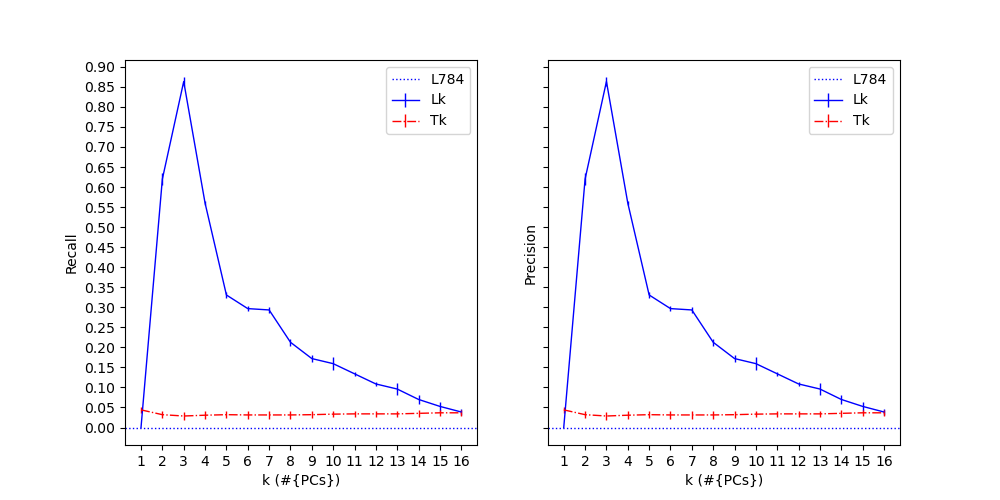 0.90
0.85
0.80
0.75
0.70
0.65
0.60
0.55
0.50
0.45
0.40
0.35
0.30
0.25
0.20
0.15
0.10
0.05
0.00
Recall
L784
Lk
Tk
1 2 3 4 5 6 7 8 9 10 11 12 13 14 15 16
k (#{PCs})
Precision
L784
Lk
Tk
1 2 3 4 5 6 7 8 9 10 11 12 13 14 15 16
k (#{PCs})